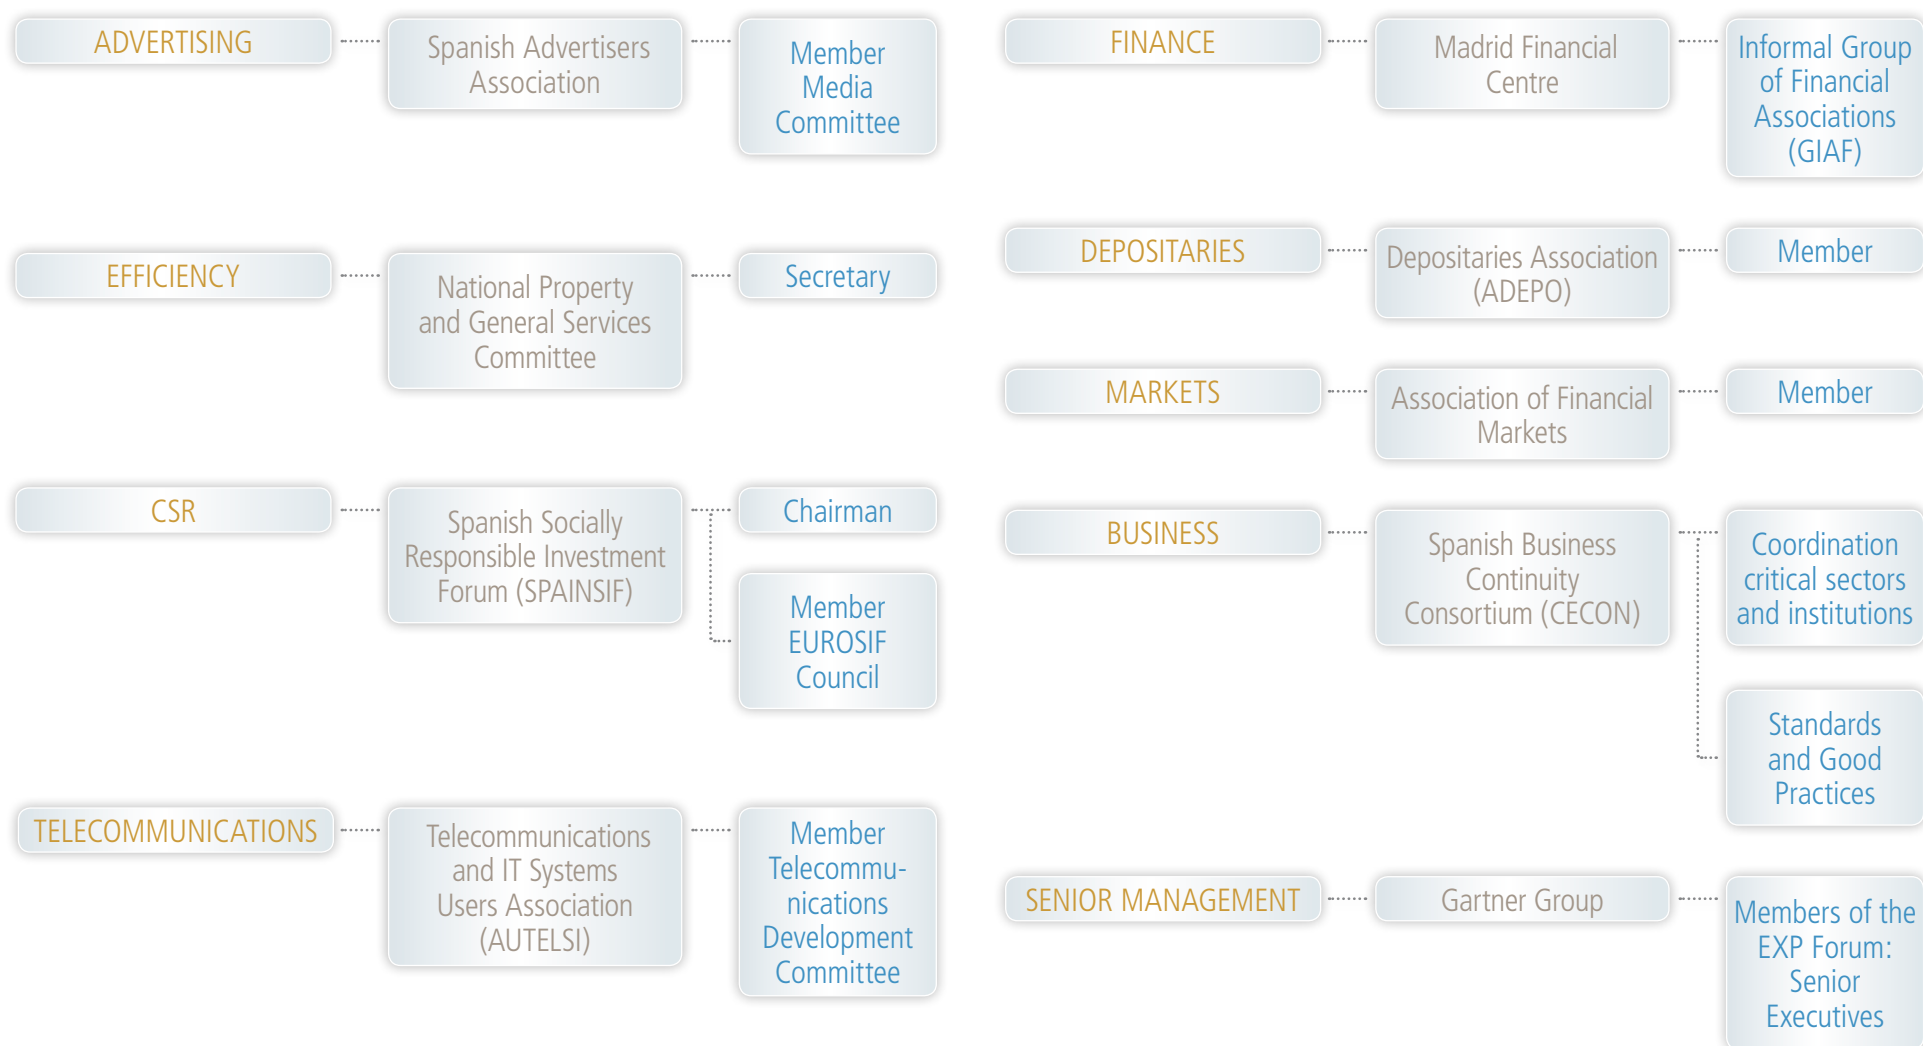 ADVERTISING
Spanish Advertisers
Association
Member
Media
Committee
EFFICIENCY
National Property
and General Services
Committee
Secretary
CSR
Spanish Socially
Responsible Investment
Forum (SPAINSIF)
Chairman
Member
EUROSIF
Council
TELECOMMUNICATIONS
Telecommunications
and IT Systems
Users Association
(AUTELSI)
Member
Telecommu-
nications
Development
Committee
FINANCE
Madrid Financial
Centre
Informal Group
of Financial
Associations
(GIAF)
DEPOSITARIES
Depositaries Association
(ADEPO)
Member
MARKETS
Association of Financial
Markets
Member
BUSINESS
Spanish Business
Continuity
Consortium (CECON)
Coordination
critical sectors
and institutions
Standards
and Good
Practices
SENIOR MANAGEMENT
Gartner Group
Members of the
EXP Forum:
Senior
Executives